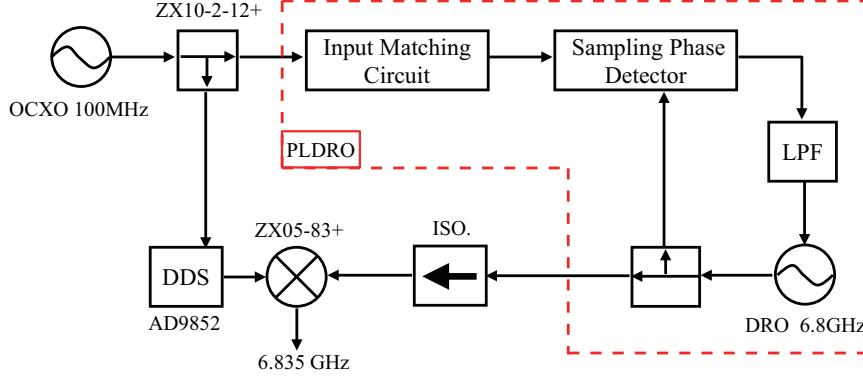 ZX10-2-12+
OCXO 100MHz
Input Matching
Circuit
Sampling Phase
Detector
PLDRO
LPF
ZX05-83+
ISO.
DDS
AD9852
DRO 6.8GHz
6.835 GHz